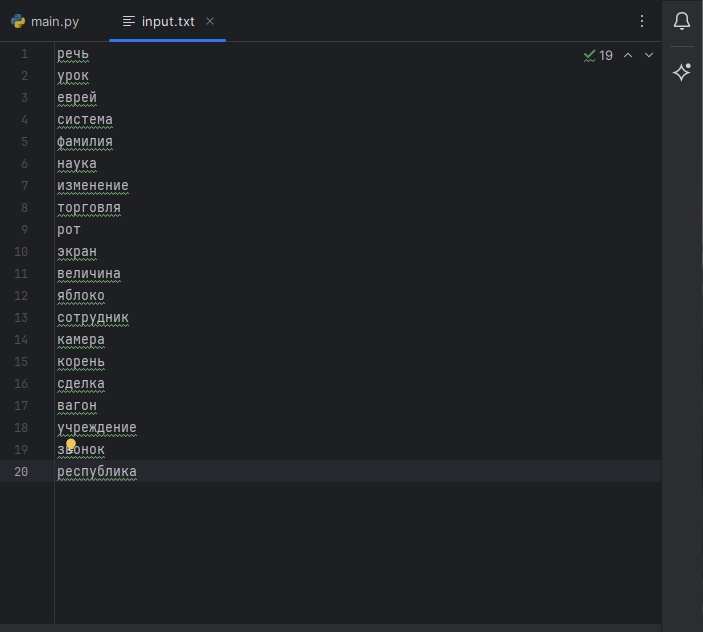 main.py input.txt
19
1 речь
2 урок
3 еврей
4 система
5 фамилия
6 наука
7 изменение
8 торговля
9 рот
10 экран
11 величина
12 яблоко
13 сотрудник
14 камера
15 корень
16 сделка
17 вагон
18 учреждение
19 звонок
20 республика